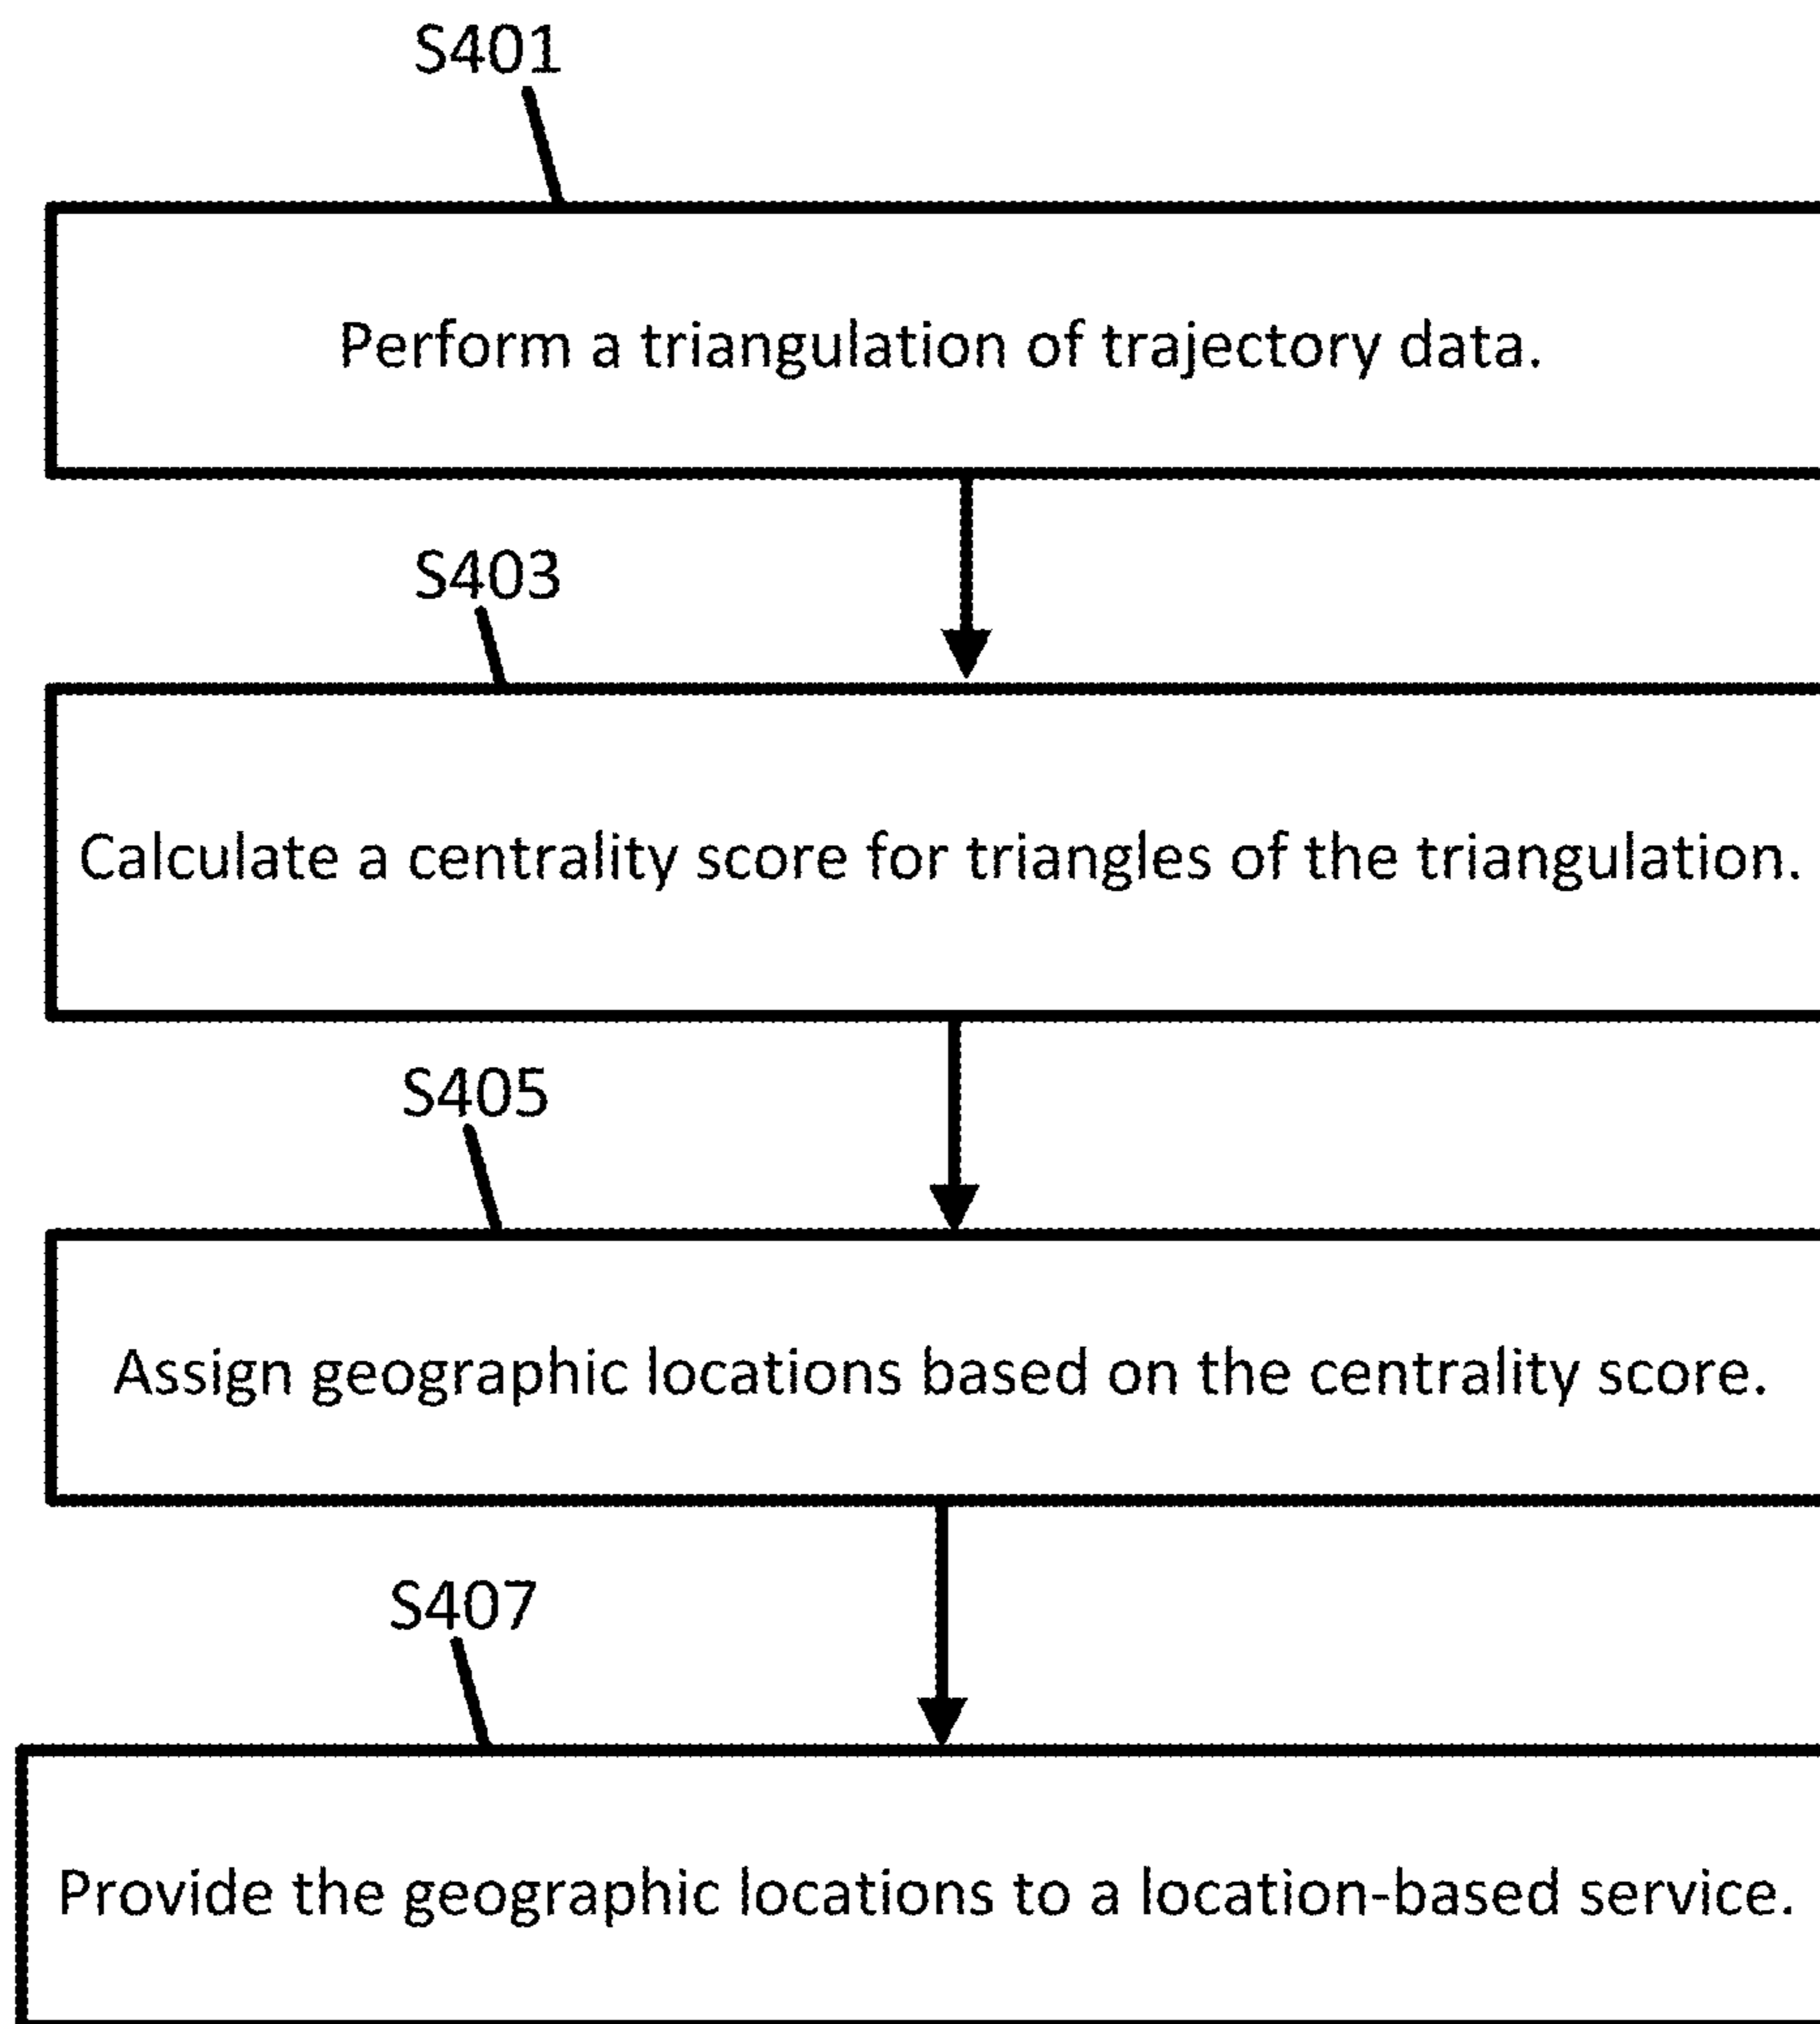 S401
Perform a triangulation of trajectory data.
S403
Calculate a centrality score for triangles of the triangulation.
S405
Assign geographic locations based on the centrality score.
S407
Provide the geographic locations to a location-based service.